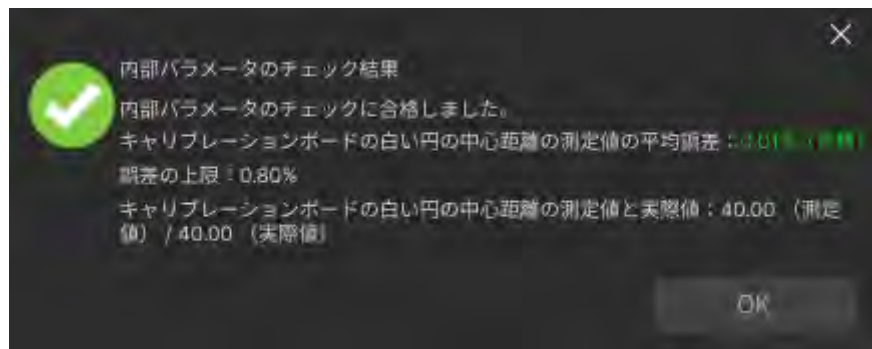 内部パラメータのチェック結果
内部パラメータのチェックに合格しました。
キャリブレーションボードの白い円の中心距離の測定値の平均誤差：
誤差の上限：0.80%
キャリブレーションボードの白い円の中心距離の測定値と実際値：40.00 （測定
値） / 40.00 （実際値）
OK